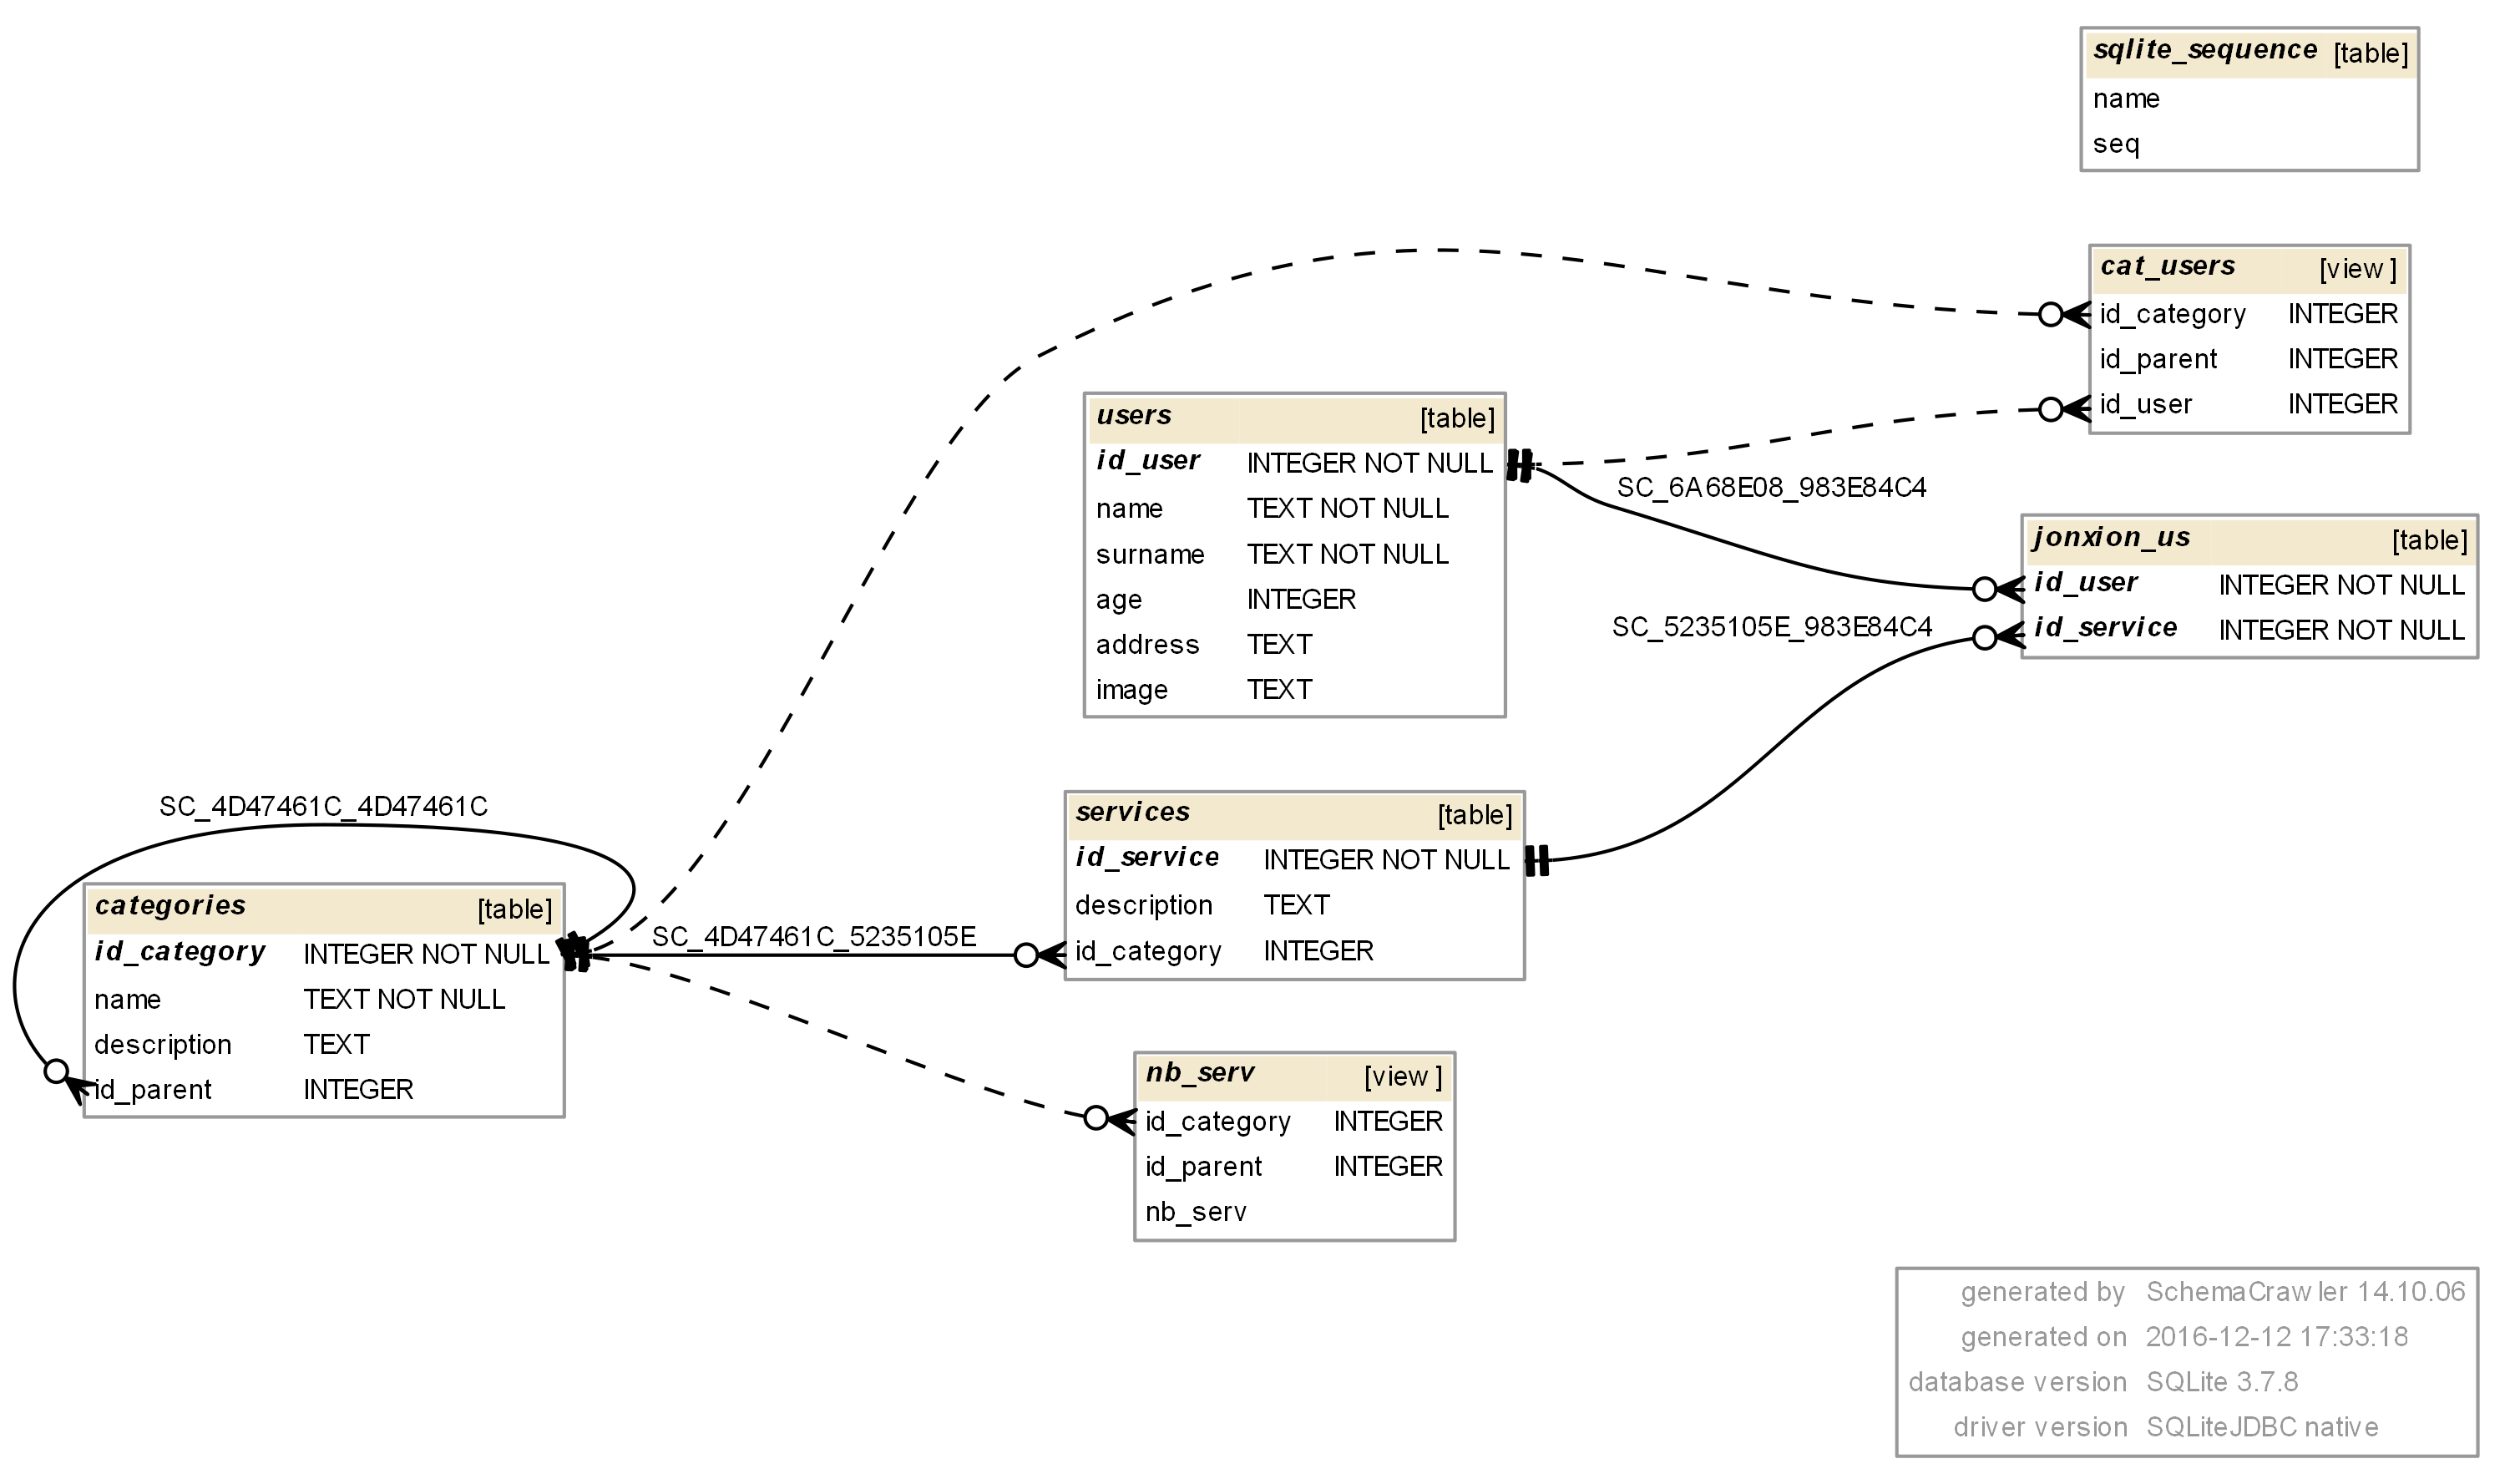 sqlite_sequence [table]
name
seq
cat_users [view]
id_category INTEGER
id_parent INTEGER
id_user INTEGER
users [table]
id_user INTEGER NOT NULL
name TEXT NOT NULL
surname TEXT NOT NULL
age INTEGER
address TEXT
image TEXT
SC_6A68E08_983E84C4
jonxion_us [table]
id_user INTEGER NOT NULL
id_service INTEGER NOT NULL
SC_5235105E_983E84C4
services [table]
id_service INTEGER NOT NULL
description TEXT
id_category INTEGER
SC_4D47461C_4D47461C
categories [table]
id_category INTEGER NOT NULL
name TEXT NOT NULL
description TEXT
id_parent INTEGER
SC_4D47461C_5235105E
nb_serv [view]
id_category INTEGER
id_parent INTEGER
nb_serv
generated by SchemaCrawler 14.10.06
generated on 2016-12-12 17:33:18
database version SQLite 3.7.8
driver version SQLiteJDBC native